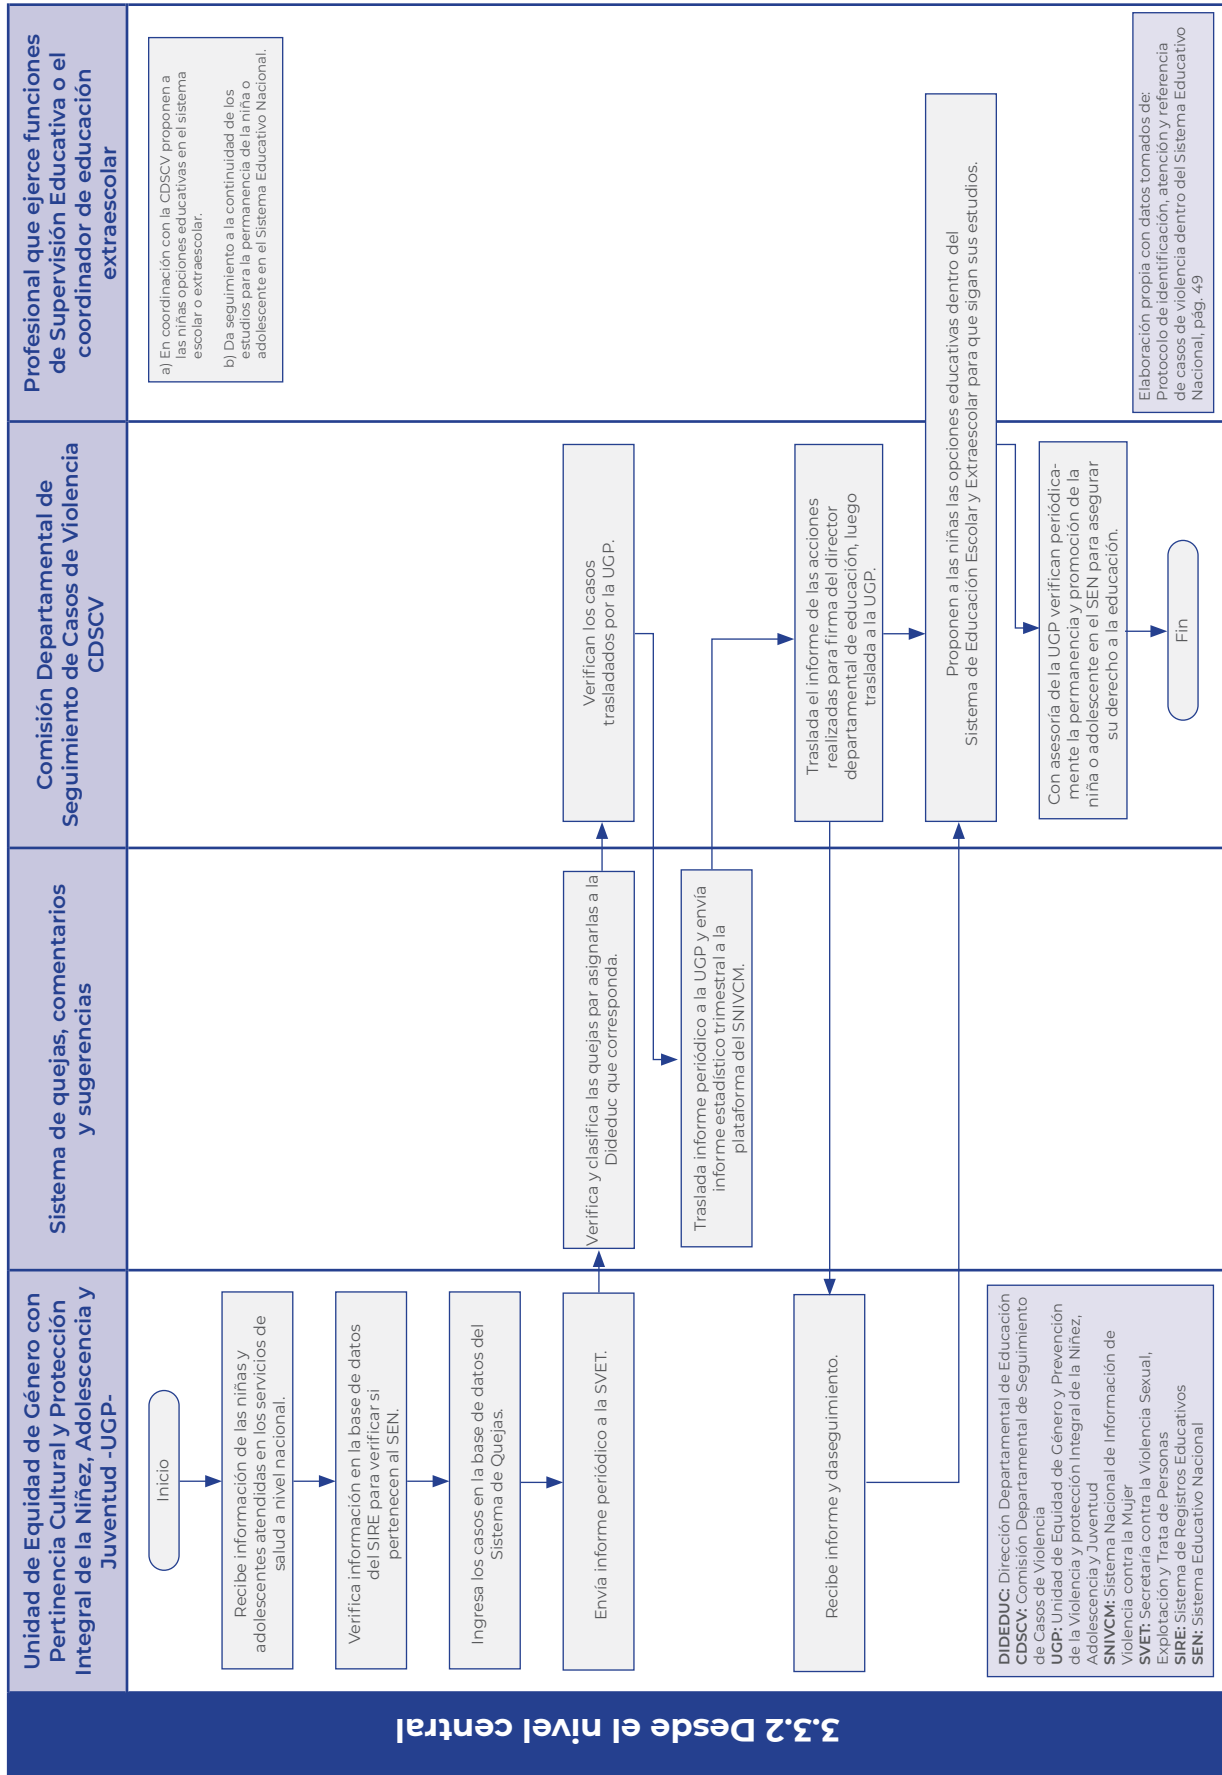 3.3.2 Desde el nivel central
Unidad de Equidad de Género con
Pertinencia Cultural y Protección
Integral de la Niñez, Adolescencia y
Juventud -UGP-
Sistema de quejas, comentarios
y sugerencias
Comisión Departamental de
Seguimiento de Casos de Violencia
CDSCV
Profesional que ejerce funciones
de Supervisión Educativa o el
coordinador de educación
extraescolar
Inicio
Recibe información de las niñas y
adolescentes atendidas en los servicios de
salud a nivel nacional.
Verifica información en la base de datos
del SIRE para verificar si
pertenecen al SEN.
Ingresa los casos en la base de datos del
Sistema de Quejas.
Envía informe periódico a la SVET.
Verifica y clasifica las quejas par asignarlas a la
Dideduc que corresponda.
Verifican los casos
trasladados por la UGP.
Traslada informe periódico a la UGP y envía
informe estadístico trimestral a la
plataforma del SNIVCM.
Traslada el informe de las acciones
realizadas para firma del director
departamental de educación, luego
traslada a la UGP.
Recibe informe y daseguimiento.
Proponen a las niñas las opciones educativas dentro del
Sistema de Educación Escolar y Extraescolar para que sigan sus estudios.
Con asesoría de la UGP verifican periódica-
mente la permanencia y promoción de la
niña o adolescente en el SEN para asegurar
su derecho a la educación.
Fin
a) En coordinación con la CDSCV proponen a
las niñas opciones educativas en el sistema
escolar o extraescolar.
b) Da seguimiento a la continuidad de los
estudios para la permanencia de la niña o
adolescente en el Sistema Educativo Nacional.
DIDEDUC: Dirección Departamental de Educación
CDSCV: Comisión Departamental de Seguimiento
de Casos de Violencia
UGP: Unidad de Equidad de Género y Prevención
de la Violencia y protección Integral de la Niñez,
Adolescencia y Juventud
SNIVCM: Sistema Nacional de Información de
Violencia contra la Mujer
SVET: Secretaría contra la Violencia Sexual,
Explotación y Trata de Personas
SIRE: Sistema de Registros Educativos
SEN: Sistema Educativo Nacional
Elaboración propia con datos tomados de:
Protocolo de identificación, atención y referencia
de casos de violencia dentro del Sistema Educativo
Nacional, pág. 49